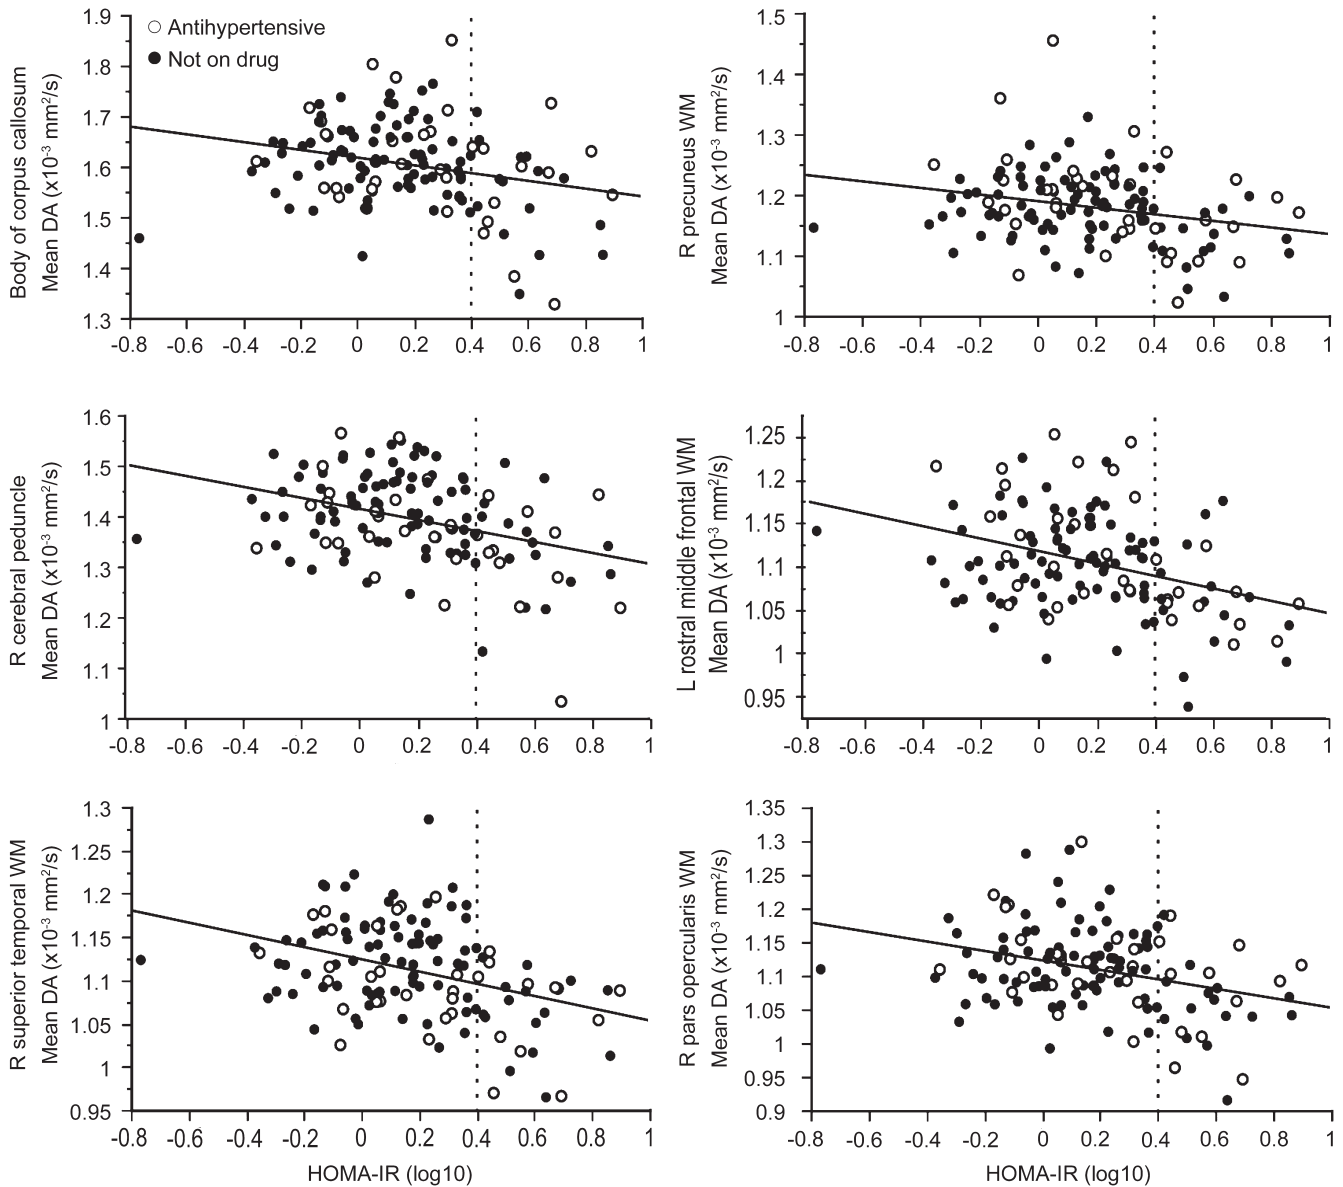 Antihypertensive
Not on drug
Body of corpus callosum
Mean DA (x10-3 mm2/s)
1.9
1.8
1.7
1.6
1.5
1.4
1.3
-0.8 -0.6 -0.4 -0.2 0 0.2 0.4 0.6 0.8 1
R precuneus WM
Mean DA (x10-3 mm2/s)
1.5
1.4
1.3
1.2
1.1
1
-0.8 -0.6 -0.4 -0.2 0 0.2 0.4 0.6 0.8 1
R cerebral peduncle
Mean DA (x10-3 mm2/s)
1.6
1.5
1.4
1.3
1.2
1.1
1
-0.8 -0.6 -0.4 -0.2 0 0.2 0.4 0.6 0.8 1
L rostral middle frontal WM
Mean DA (x10-3 mm2/s)
1.25
1.2
1.15
1.1
1.05
1
0.95
-0.8 -0.6 -0.4 -0.2 0 0.2 0.4 0.6 0.8 1
R superior temporal WM
Mean DA (x10-3 mm2/s)
1.3
1.25
1.2
1.15
1.1
1.05
1
0.95
-0.8 -0.6 -0.4 -0.2 0 0.2 0.4 0.6 0.8 1
HOMA-IR (log10)
R pars opercularis WM
Mean DA (x10-3 mm2/s)
1.35
1.3
1.2
1.2
1.15
1.1
1.05
1
0.95
0.9
-0.8 -0.6 -0.4 -0.2 0 0.2 0.4 0.6 0.8 1
HOMA-IR (log10)